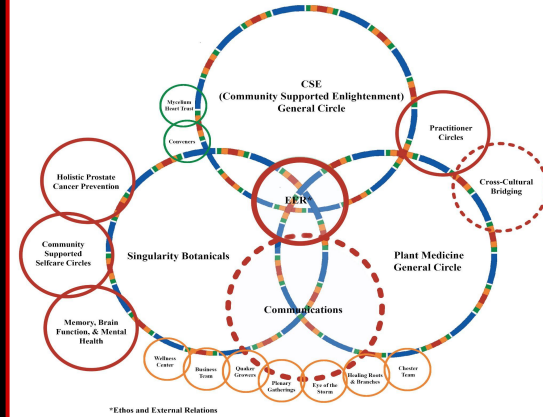 CSE
(Community Supported Enlightenment)
General Circle
Mycelium
Heart Trust
Conveners
Practitioner
Circles
Cross-Cultural
Bridging
Holistic Prostate
Cancer Prevention
EER*
Community
Supported
Selfcare Circles
Singularity Botanicals
Plant Medicine
General Circle
Memory, Brain
Function, & Mental
Health
Communications
Wellness
Center
Business
Team
Quaker
Growers
Plenary
Gatherings
Eye of the
Storm
Healing Roots
& Branches
Chester
Team
*Ethos and External Relations